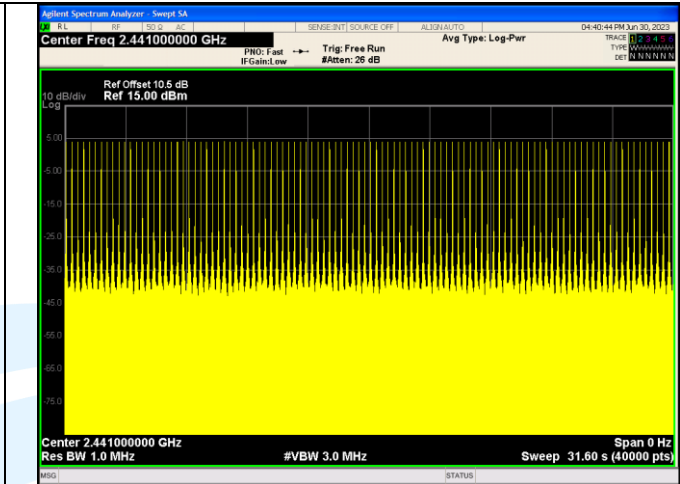 Agilent Spectrum Analyzer - Swept SA
RL RF 50 Ω AC SENSE:INT SOURCE OFF ALIGN AUTO 04:40:44 PM Jun 30, 2023
Center Freq 2.441000000 GHz Avg Type: Log-Pwr TRACE 1 2 3 4 5 6
PNO: Fast Trig: Free Run TYPE WWWWWW
IFGain:Low #Atten: 26 dB DET N N N N N N
Ref Offset 10.5 dB
10 dB/div Ref 15.00 dBm
Log
5.00
-5.00
-15.0
-25.0
-35.0
-45.0
-55.0
-65.0
-75.0
Center 2.441000000 GHz Span 0 Hz
Res BW 1.0 MHz #VBW 3.0 MHz Sweep 31.60 s (40000 pts)
MSG STATUS